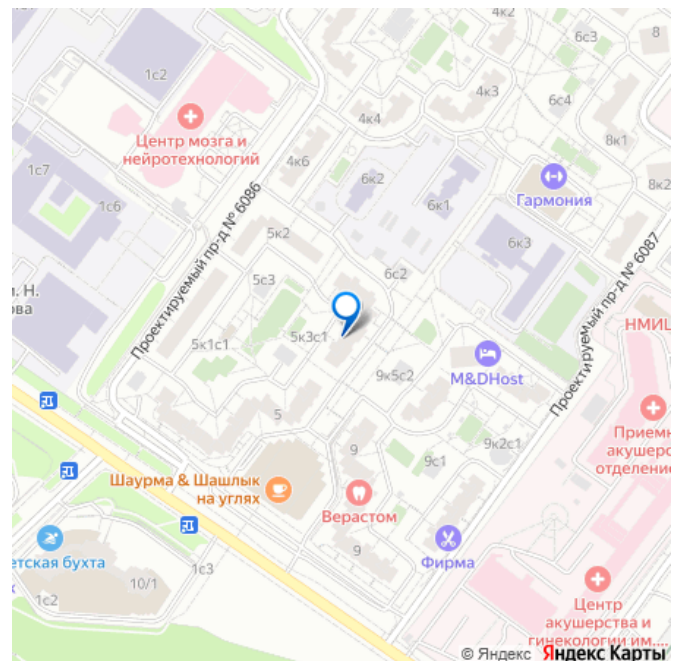 4к2
6с3
8
1с2
4к3
6с4
4к4
8к1
Центр мозга и
нейротехнологий
4к6
1с7
6к2
8к2
Гармония
1с6
6к1
Проектируемый пр-д № 6086
5к2
6к3
Проектируемый пр-д № 6087
6с2
5с3
. Н.
ова
НМИЦ
5к3с1
5к1с1
9к5с2
M&DHost
5
Прием
акушерс
отделение
9
9к2с1
9с1
Шаурма & Шашлык
на углях
Верастом
етская бухта
9
Фирма
1с3
10/1
1с2
к
Центр
акушерства и
гинекологии им....
© Яндекс Яндекс Карты